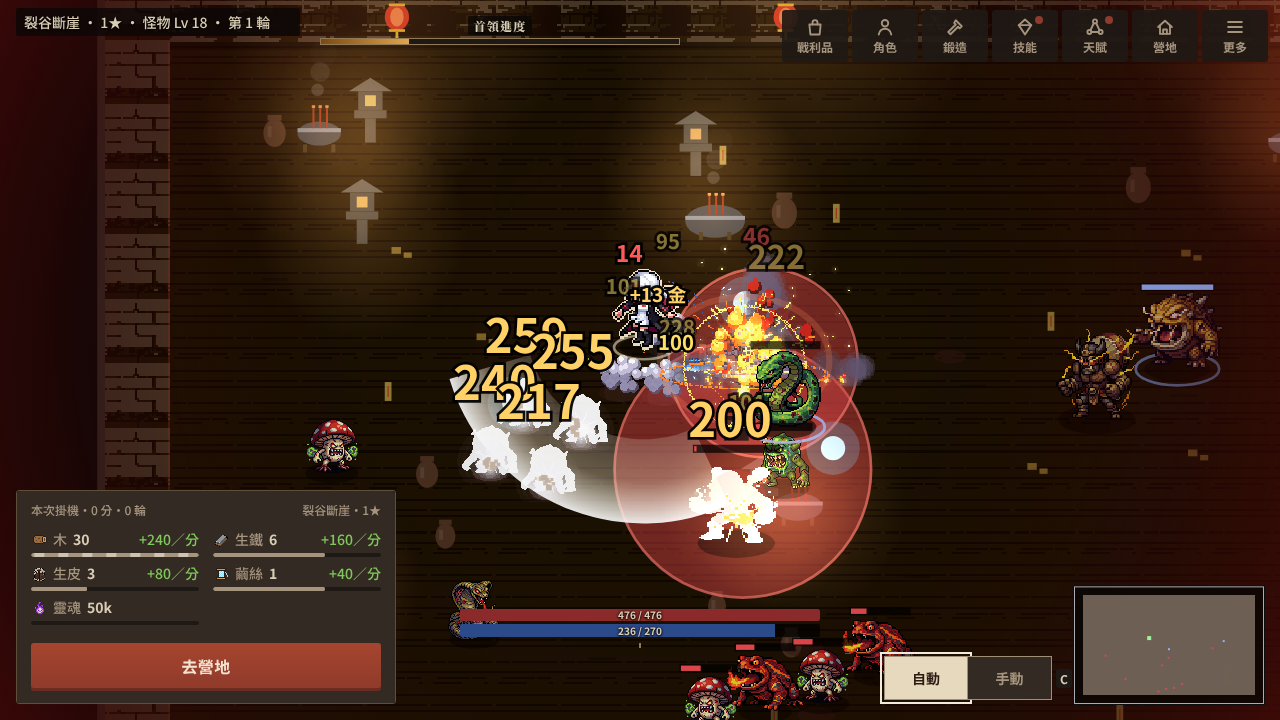 裂谷斷崖 · 1★ · 怪物 Lv 18 · 第 1 輪
首領進度
戰利品
角色
鍛造
技能
天賦
營地
更多
95
46
14
222
+13 金
228
100
255
240
217
200
本次掛機 · 0 分 · 0 輪
裂谷斷崖 · 1★
木 30
+240／分
生鐵 6
+160／分
生皮 3
+80／分
繭絲 1
+40／分
靈魂 50k
去營地
476 / 476
236 / 270
自動
手動
C